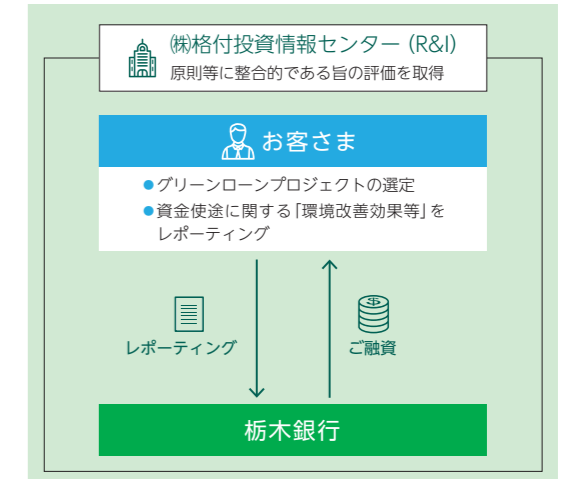 ㈱格付投資情報センター (R&I)
原則等に整合的である旨の評価を取得
お客さま
●グリーンローンプロジェクトの選定
●資金使途に関する「環境改善効果等」を
レポーティング
レポーティング
ご融資
栃木銀行